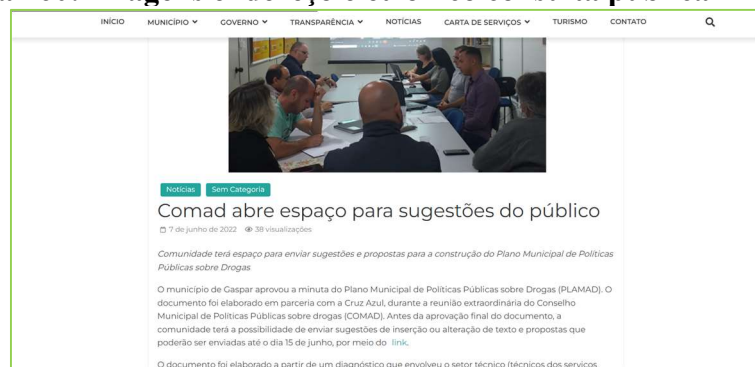 INÍCIO MUNICÍPIO GOVERNO TRANSPARÊNCIA NOTÍCIAS CARTA DE SERVIÇOS TURISMO CONTATO
Notícias Sem Categoria
Comad abre espaço para sugestões do público
7 de junho de 2022 38 visualizações
Comunidade terá espaço para enviar sugestões e propostas para a construção do Plano Municipal de Políticas
Públicas sobre Drogas
O município de Gaspar aprovou a minuta do Plano Municipal de Políticas Públicas sobre Drogas (PLAMAD). O
documento foi elaborado em parceria com a Cruz Azul, durante a reunião extraordinária do Conselho
Municipal de Políticas Públicas sobre drogas (COMAD). Antes da aprovação final do documento, a
comunidade terá a possibilidade de enviar sugestões de inserção ou alteração de texto e propostas que
poderão ser enviadas até o dia 15 de junho, por meio do link.
O documento foi elaborado a partir de um diagnóstico que envolveu o setor técnico (técnicos dos serviços